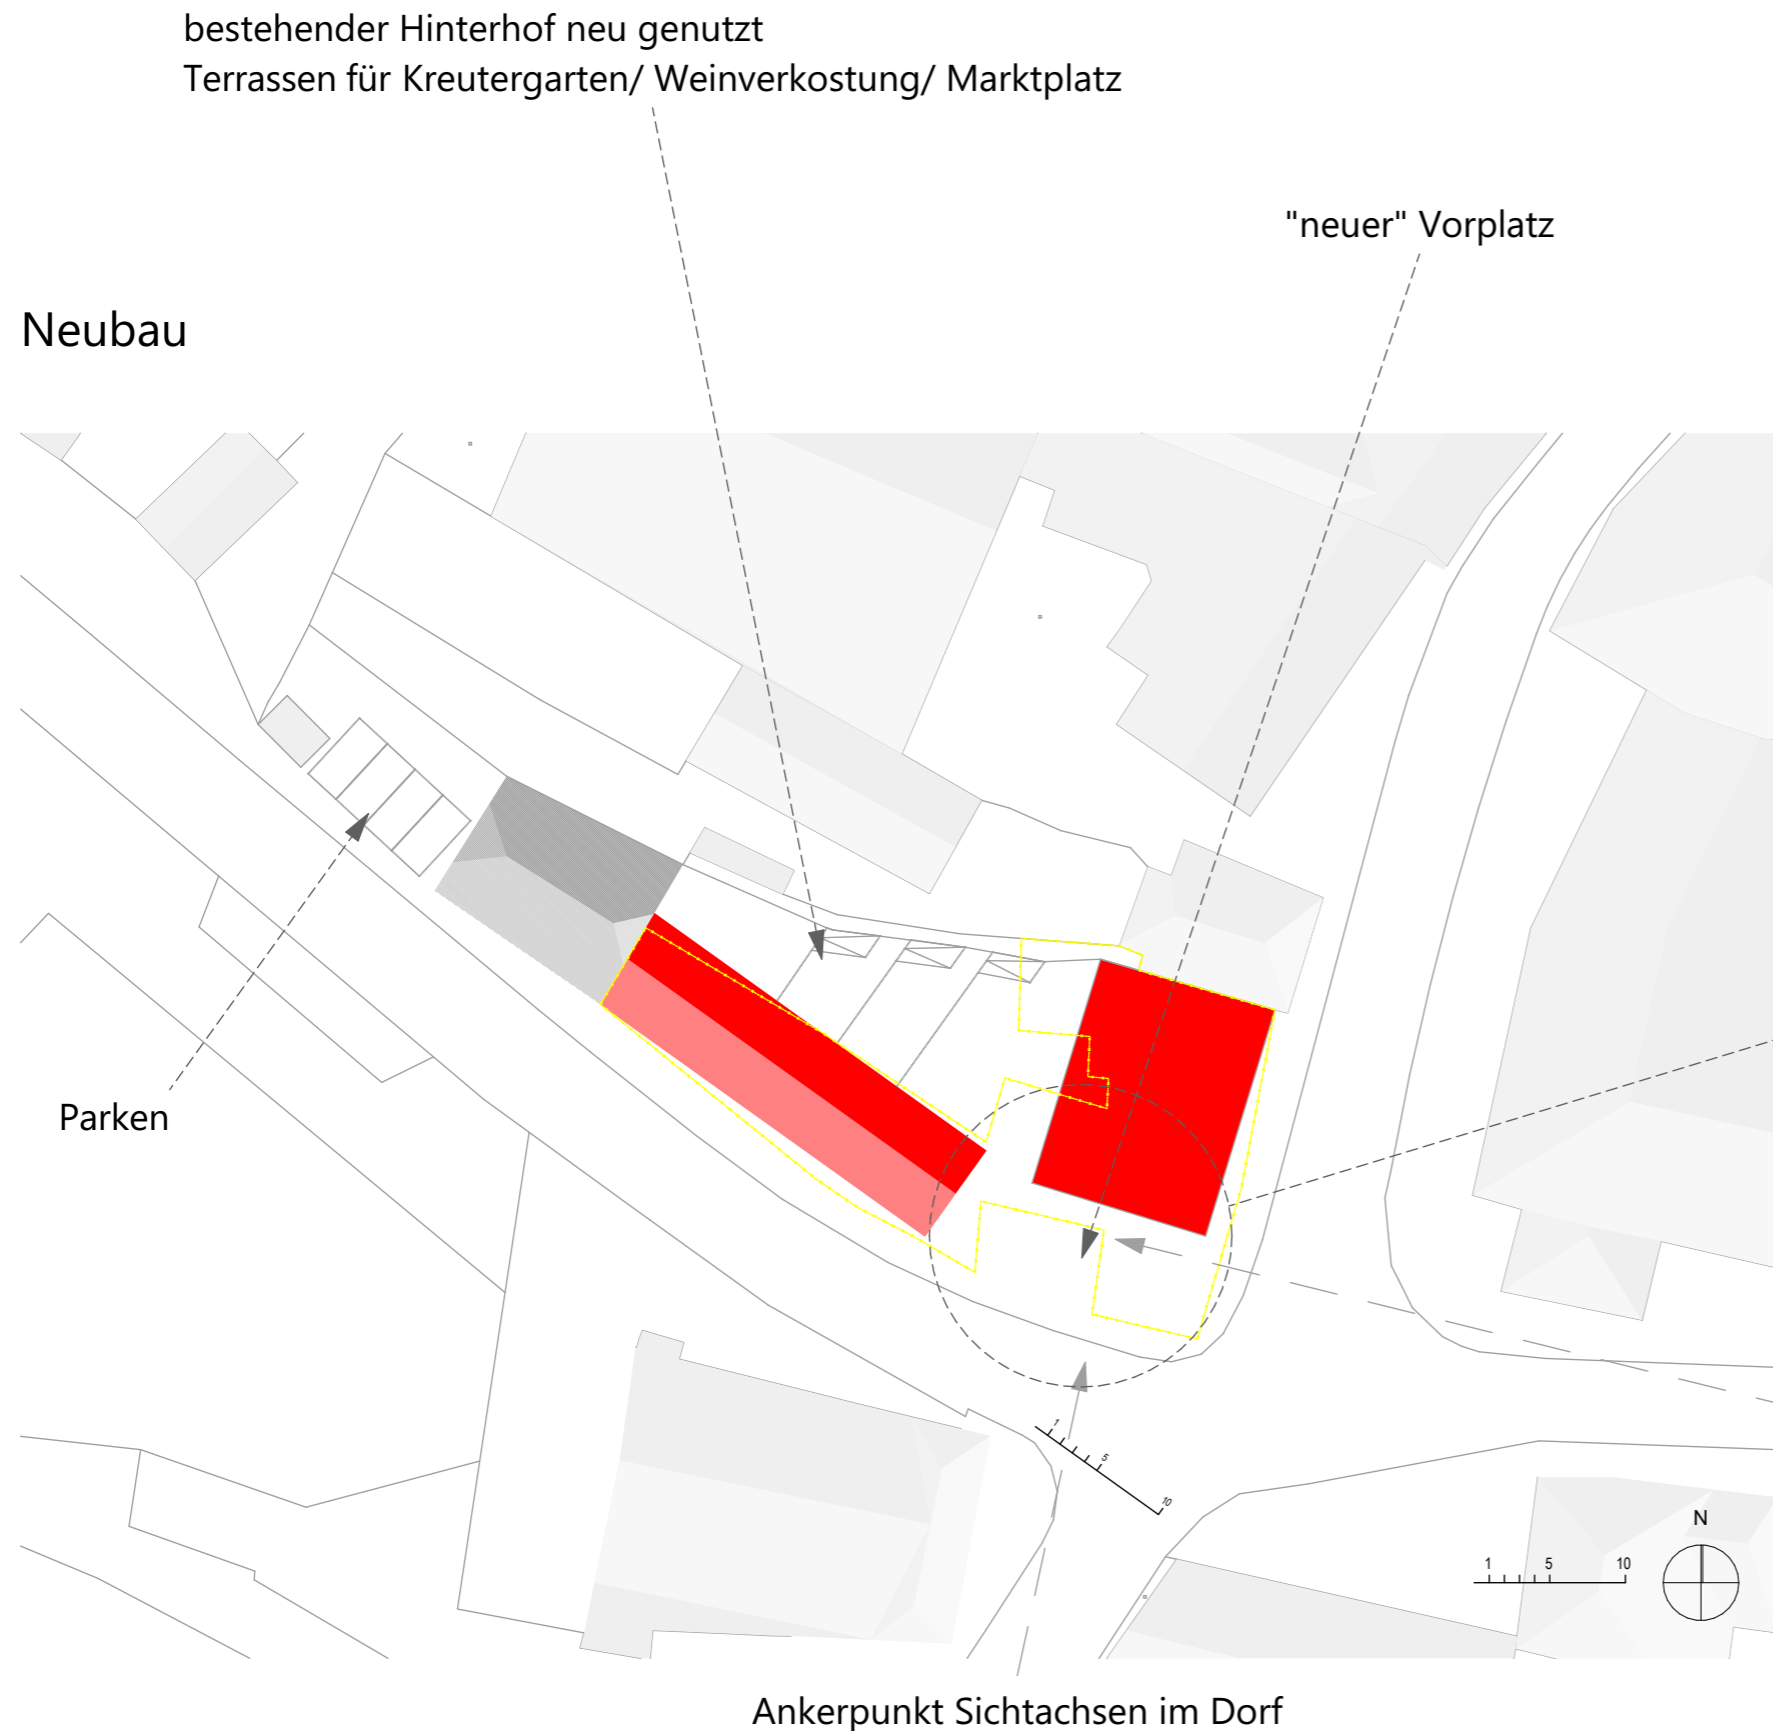 bestehender Hinterhof neu genutzt
Terrassen für Kreutergarten/ Weinverkostung/ Marktplatz
"neuer" Vorplatz
Neubau
Parken
1 5 10
N
1 5 10
Ankerpunkt Sichtachsen im Dorf